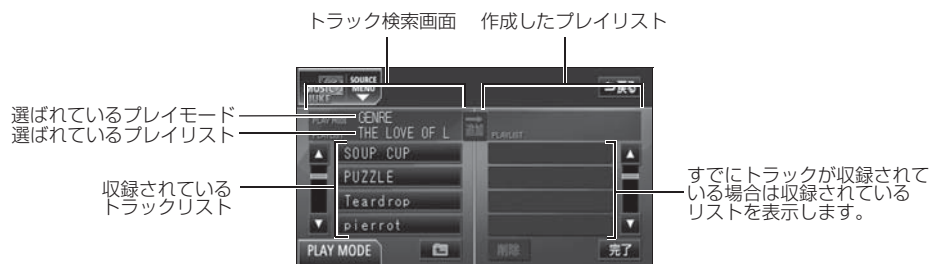 トラック検索画面
作成したプレイリスト
SOURCE
MENU
MUSIC
JUKE
戻る
選ばれているプレイモード
PLAY MODE
GENRE
選ばれているプレイリスト
THE LOVE OF L
追加
PLAYLIST
SOUP CUP
PUZZLE
Teardrop
pierrot
収録されている
トラックリスト
すでにトラックが収録されて
いる場合は収録されている
リストを表示します。
PLAY MODE
削除
完了